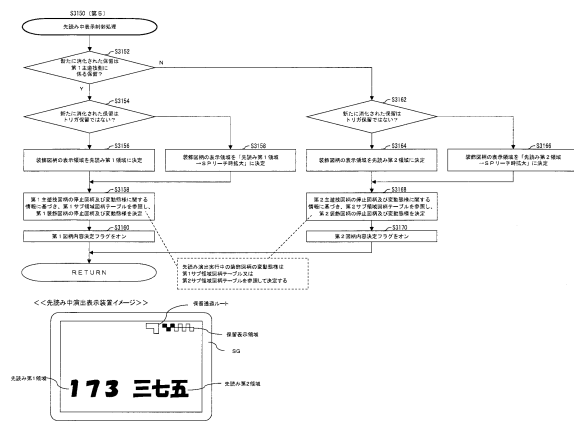 S3150 (第5)
先読み中表示制御処理
S3152
新たに消化された保留は
第1主遊技側に
係る保留?
N
Y
S3154
新たに消化された保留は
トリガ保留ではない?
S3162
新たに消化された保留は
トリガ保留ではない?
S3156
装飾図柄の表示領域を先読み第1領域に決定
S3158
装飾図柄の表示領域を「先読み第1領域
→SPリーチ時拡大」に決定
S3164
装飾図柄の表示領域を先読み第2領域に決定
S3166
装飾図柄の表示領域を「先読み第2領域
→SPリーチ時拡大」に決定
S3158
第1主遊技図柄の停止図柄及び変動態様に関する
情報に基づき、第1サブ領域図柄テーブルを参照し、
第1装飾図柄の停止図柄及び変動態様を決定
S3168
第2主遊技図柄の停止図柄及び変動態様に関する
情報に基づき、第2サブ領域図柄テーブルを参照し、
第2装飾図柄の停止図柄及び変動態様を決定
S3160
第1図柄内容決定フラグをオン
S3170
第2図柄内容決定フラグをオン
RETURN
先読み演出実行中の装飾図柄の変動態様は
第1サブ領域図柄テーブル又は
第2サブ領域図柄テーブルを参照して決定する
<<先読み中演出表示装置イメージ>>
保留通過ルート
保留表示領域
SG
先読み第1領域
173 三七五
先読み第2領域